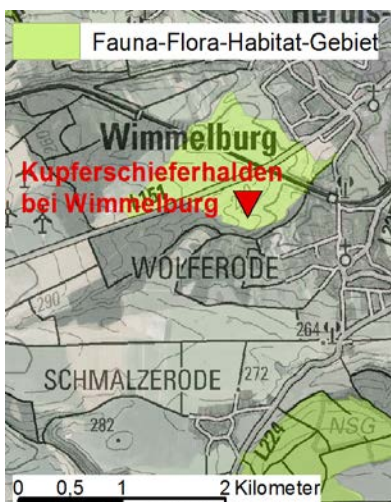 Fauna-Flora-Habitat-Gebiet
Wimmelburg
Kupferschieferhalden
bei Wimmelburg
L151
WOLFERODE
290
264
SCHMALZERODE
272
282
L224
NSG
0 0,5 1 2 Kilometer